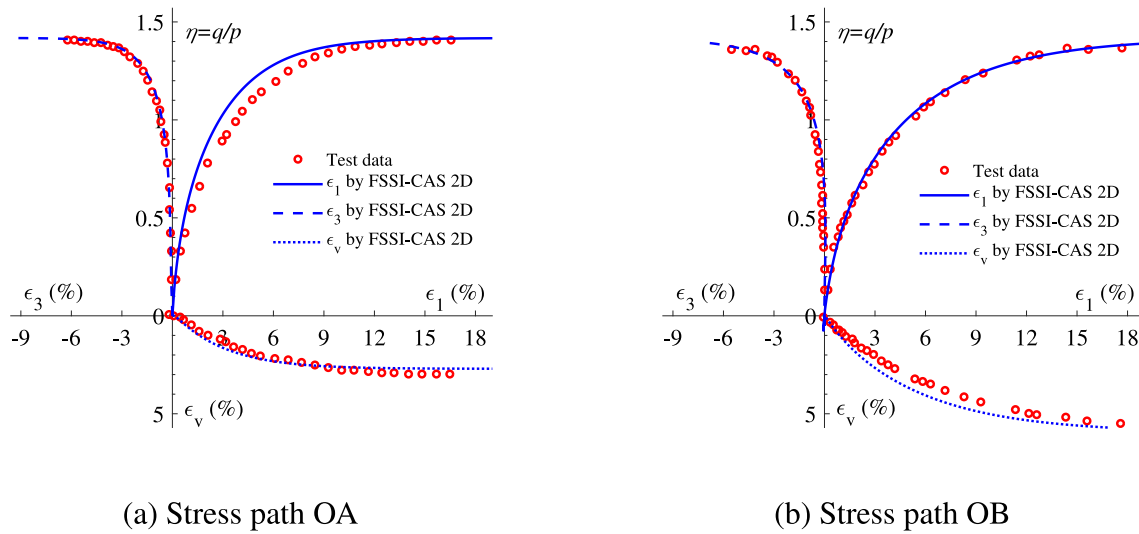 1.5
η=q/p
1
Test data
ϵ1 by FSSI-CAS 2D
ϵ3 by FSSI-CAS 2D
ϵv by FSSI-CAS 2D
0.5
ϵ3 (%)
ϵ1 (%)
0
-9 -6 -3 3 6 9 12 15 18
ϵv (%)
5
(a) Stress path OA
1.5
η=q/p
1
Test data
ϵ1 by FSSI-CAS 2D
ϵ3 by FSSI-CAS 2D
ϵv by FSSI-CAS 2D
0.5
ϵ3 (%)
ϵ1 (%)
0
-9 -6 -3 3 6 9 12 15 18
ϵv (%)
5
(b) Stress path OB